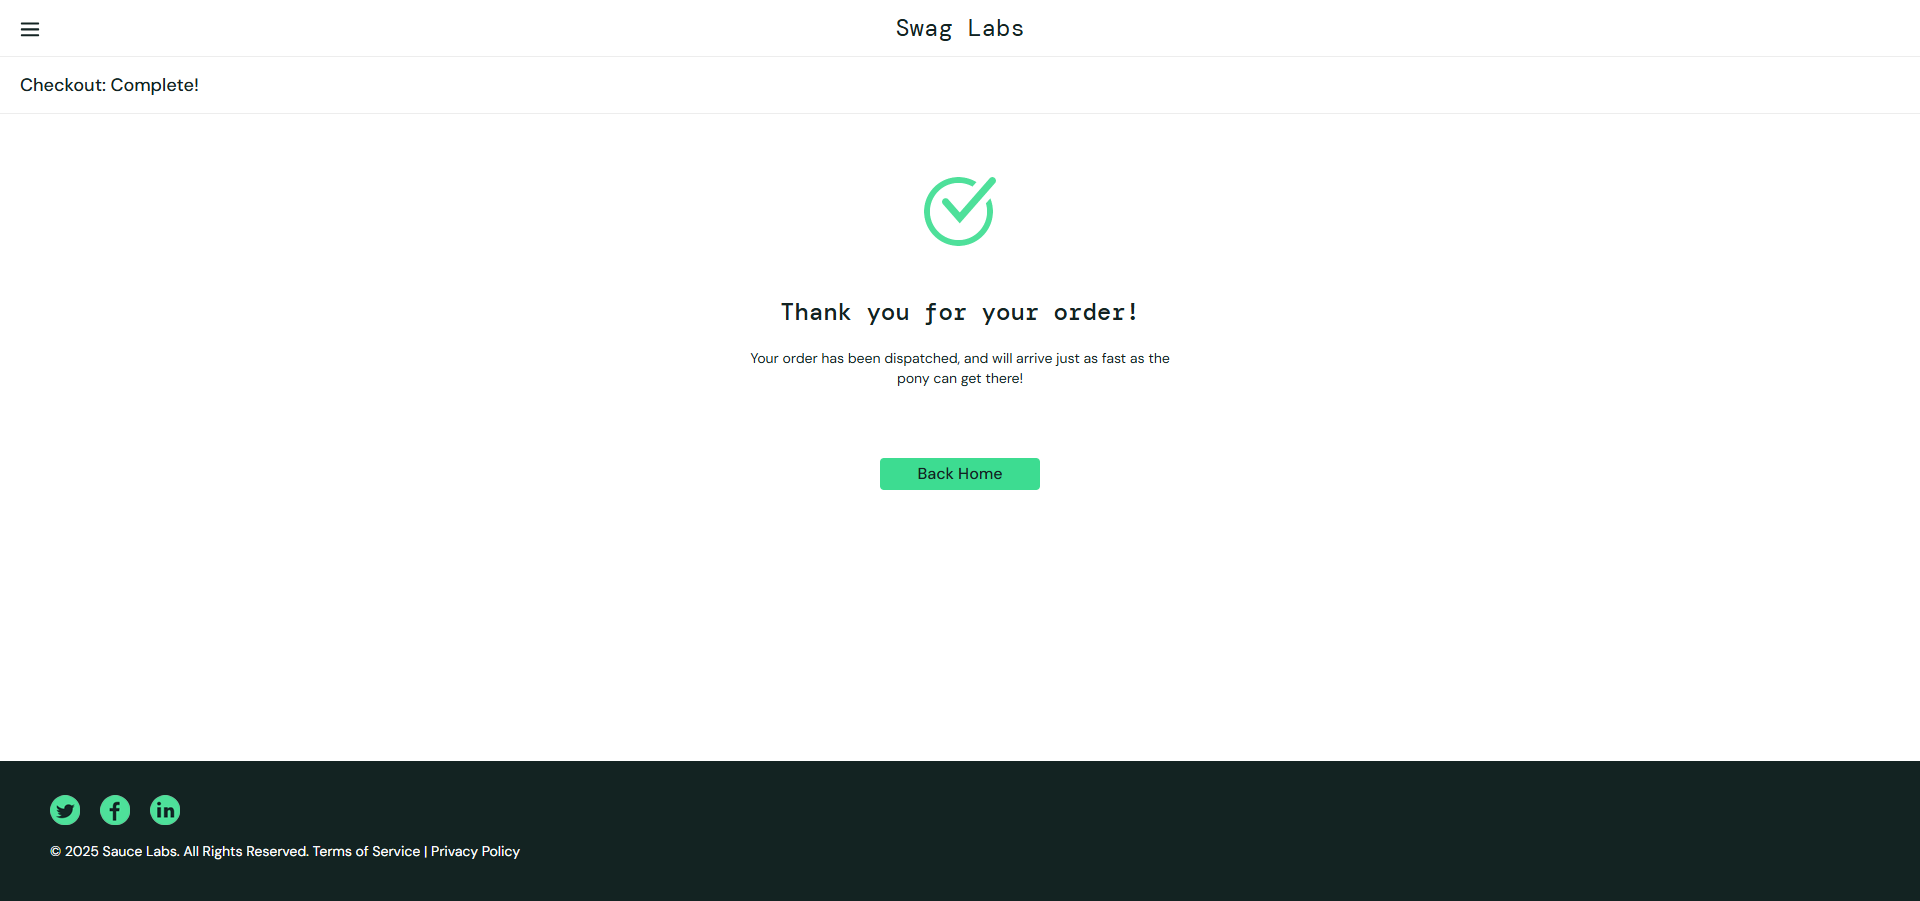 Swag Labs
Checkout: Complete!
Thank you for your order!
Your order has been dispatched, and will arrive just as fast as the
pony can get there!
Back Home
© 2025 Sauce Labs. All Rights Reserved. Terms of Service | Privacy Policy